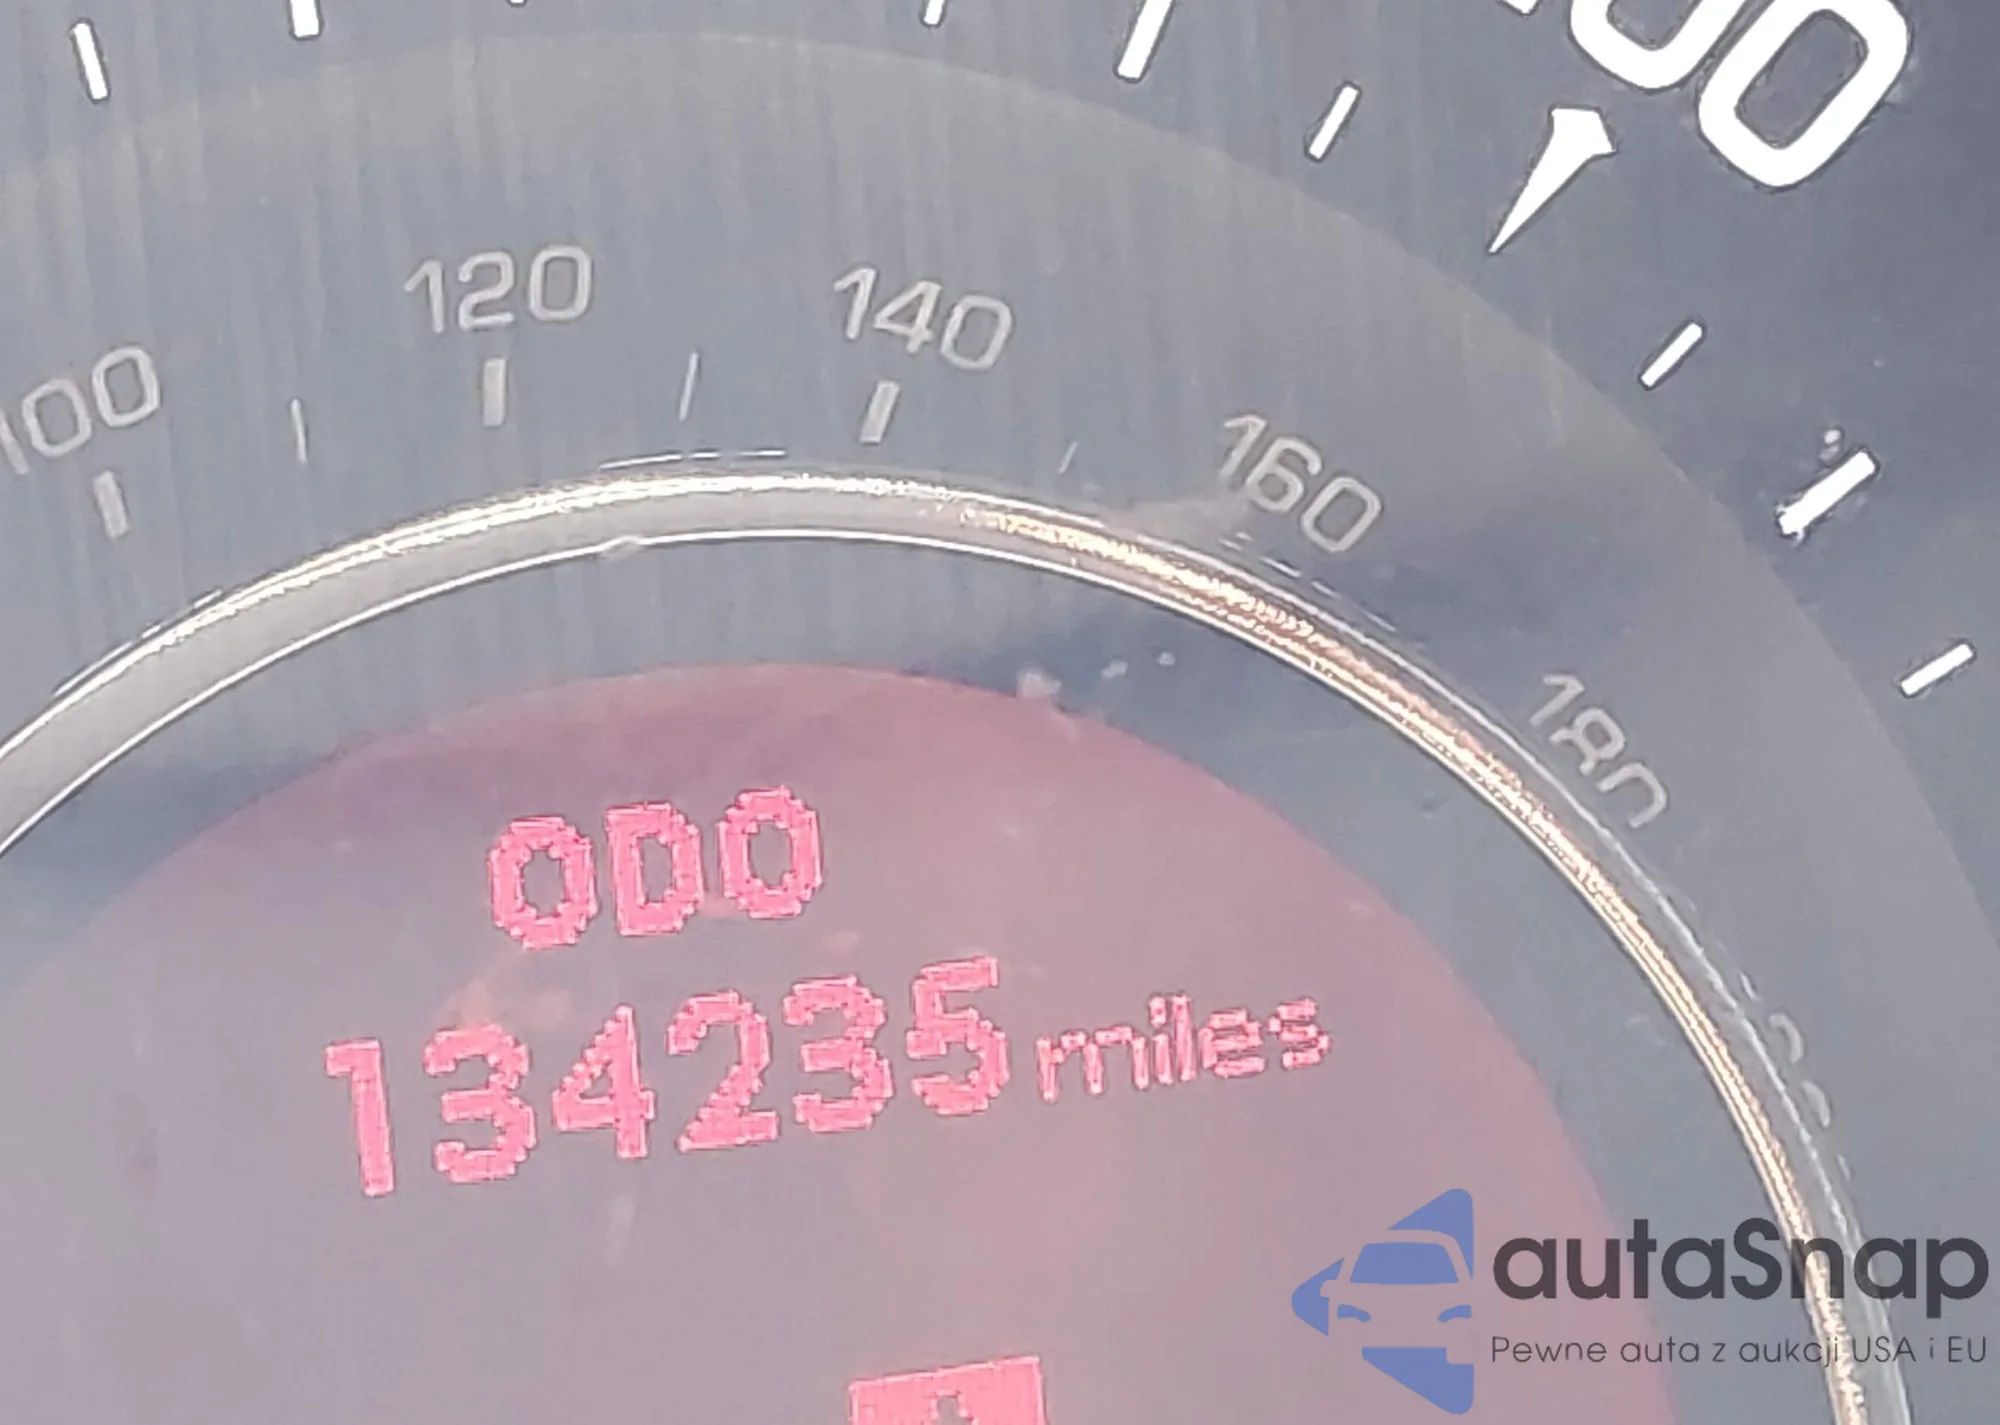 100
120
140
160
180
ODO
134235 miles
autaSnap
Pewne auta z aukcji USA i EU